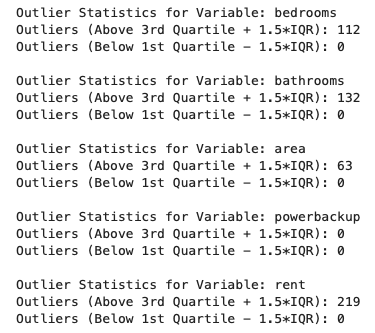 Outlier Statistics for Variable: bedrooms
Outliers (Above 3rd Quartile + 1.5*IQR): 112
Outliers (Below 1st Quartile - 1.5*IQR): 0

Outlier Statistics for Variable: bathrooms
Outliers (Above 3rd Quartile + 1.5*IQR): 132
Outliers (Below 1st Quartile - 1.5*IQR): 0

Outlier Statistics for Variable: area
Outliers (Above 3rd Quartile + 1.5*IQR): 63
Outliers (Below 1st Quartile - 1.5*IQR): 0

Outlier Statistics for Variable: powerbackup
Outliers (Above 3rd Quartile + 1.5*IQR): 0
Outliers (Below 1st Quartile - 1.5*IQR): 0

Outlier Statistics for Variable: rent
Outliers (Above 3rd Quartile + 1.5*IQR): 219
Outliers (Below 1st Quartile - 1.5*IQR): 0